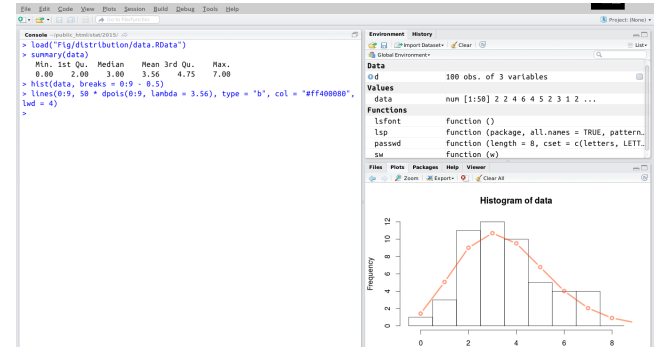 File Edit Code View Plots Session Build Debug Tools Help
Go to file/function
Project: (None)
Console ~/public_html/stat/2015/
> load("Fig/distribution/data.RData")
> summary(data)
Min. 1st Qu. Median Mean 3rd Qu. Max.
0.00 2.00 3.00 3.56 4.75 7.00
> hist(data, breaks = 0:9 - 0.5)
> lines(0:9, 50 * dpois(0:9, lambda = 3.56), type = "b", col = "#ff400080",
lwd = 4)
>
Environment History
Import Dataset Clear List
Global Environment
Data
d 100 obs. of 3 variables
Values
data num [1:50] 2 2 4 6 4 5 2 3 1 2 ...
Functions
lsfont function ()
lsp function (package, all.names = TRUE, pattern…
passwd function (length = 8, cset = c(letters, LETT…
sw function (w)
Files Plots Packages Help Viewer
Zoom Export Clear All
Histogram of data
Frequency
12
10
8
6
4
2
0
0 2 4 6 8